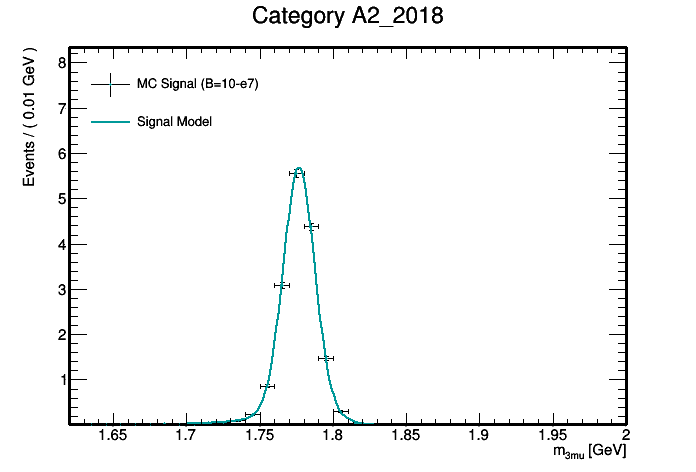 Category A2_2018
Events / ( 0.01 GeV )
8
7
6
5
4
3
2
1
MC Signal (B=10-e7)
Signal Model
1.65 1.7 1.75 1.8 1.85 1.9 1.95 2
m3mu [GeV]